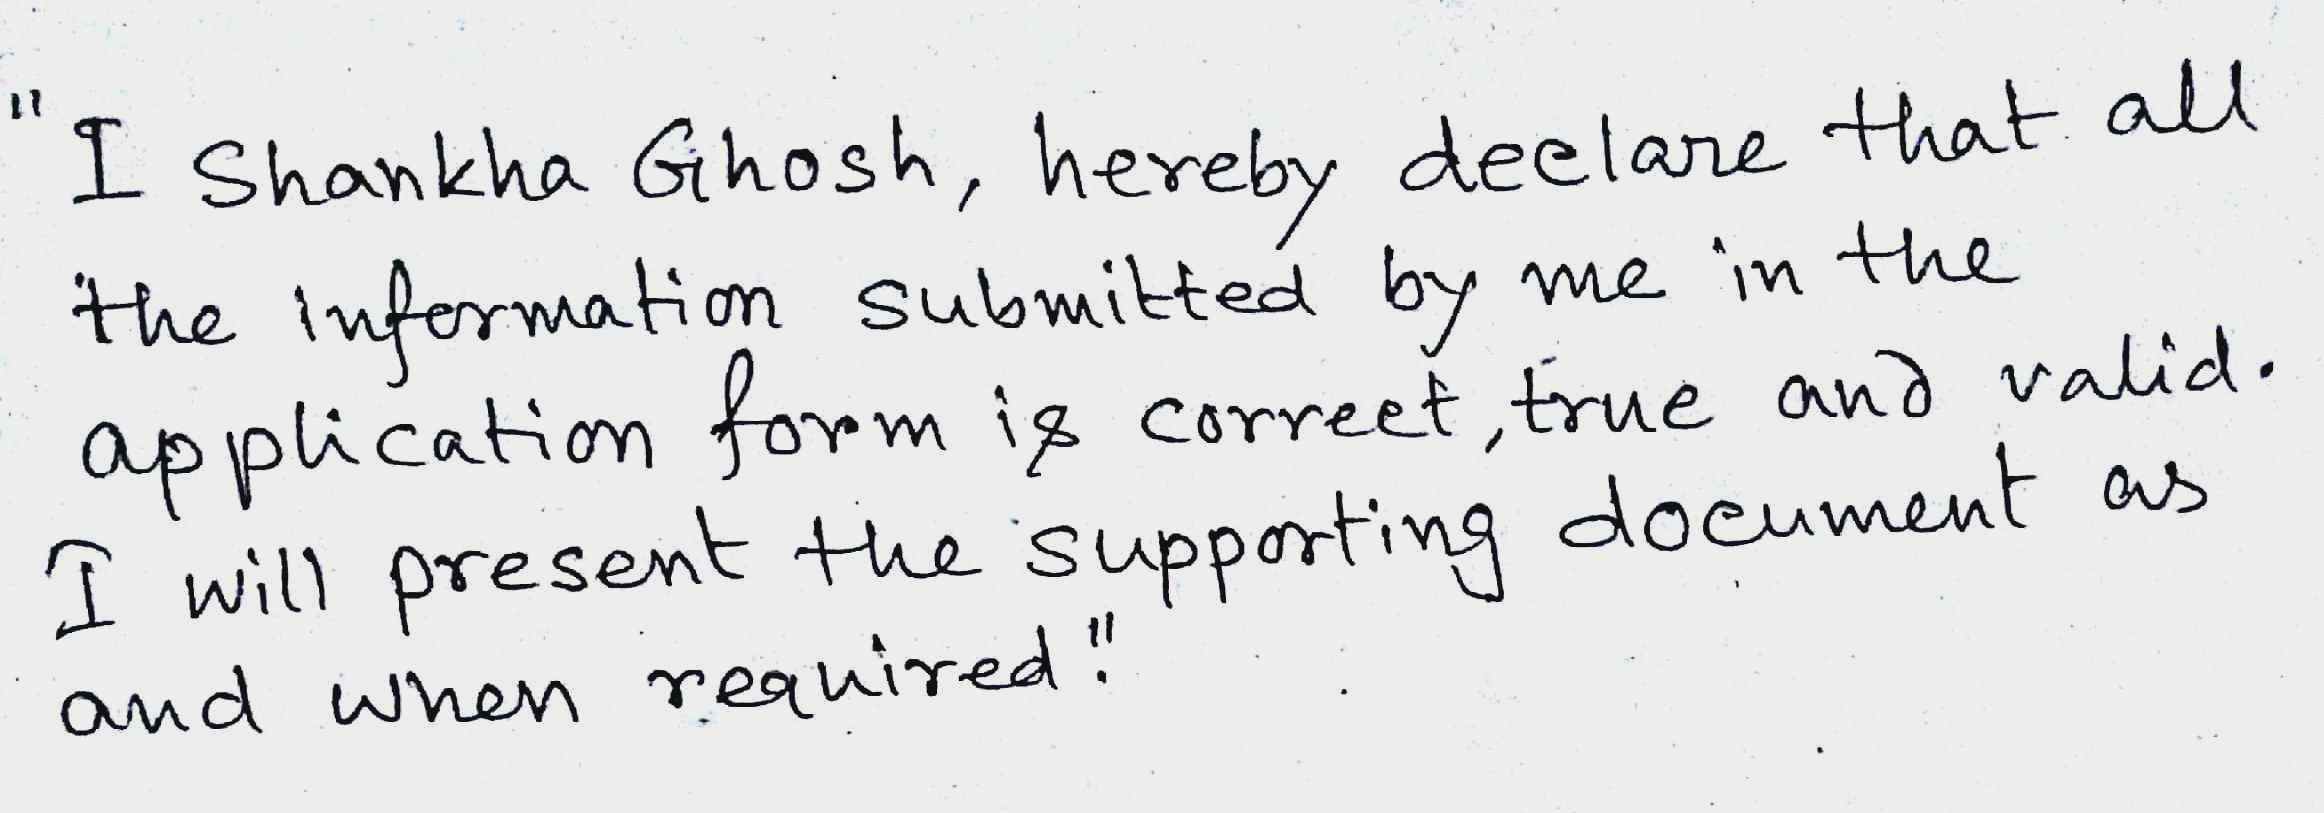 "I Shankha Ghosh, hereby declare that all
the information submitted by me in the
application form is correct, true and valid.
I will present the supporting document as
and when required."